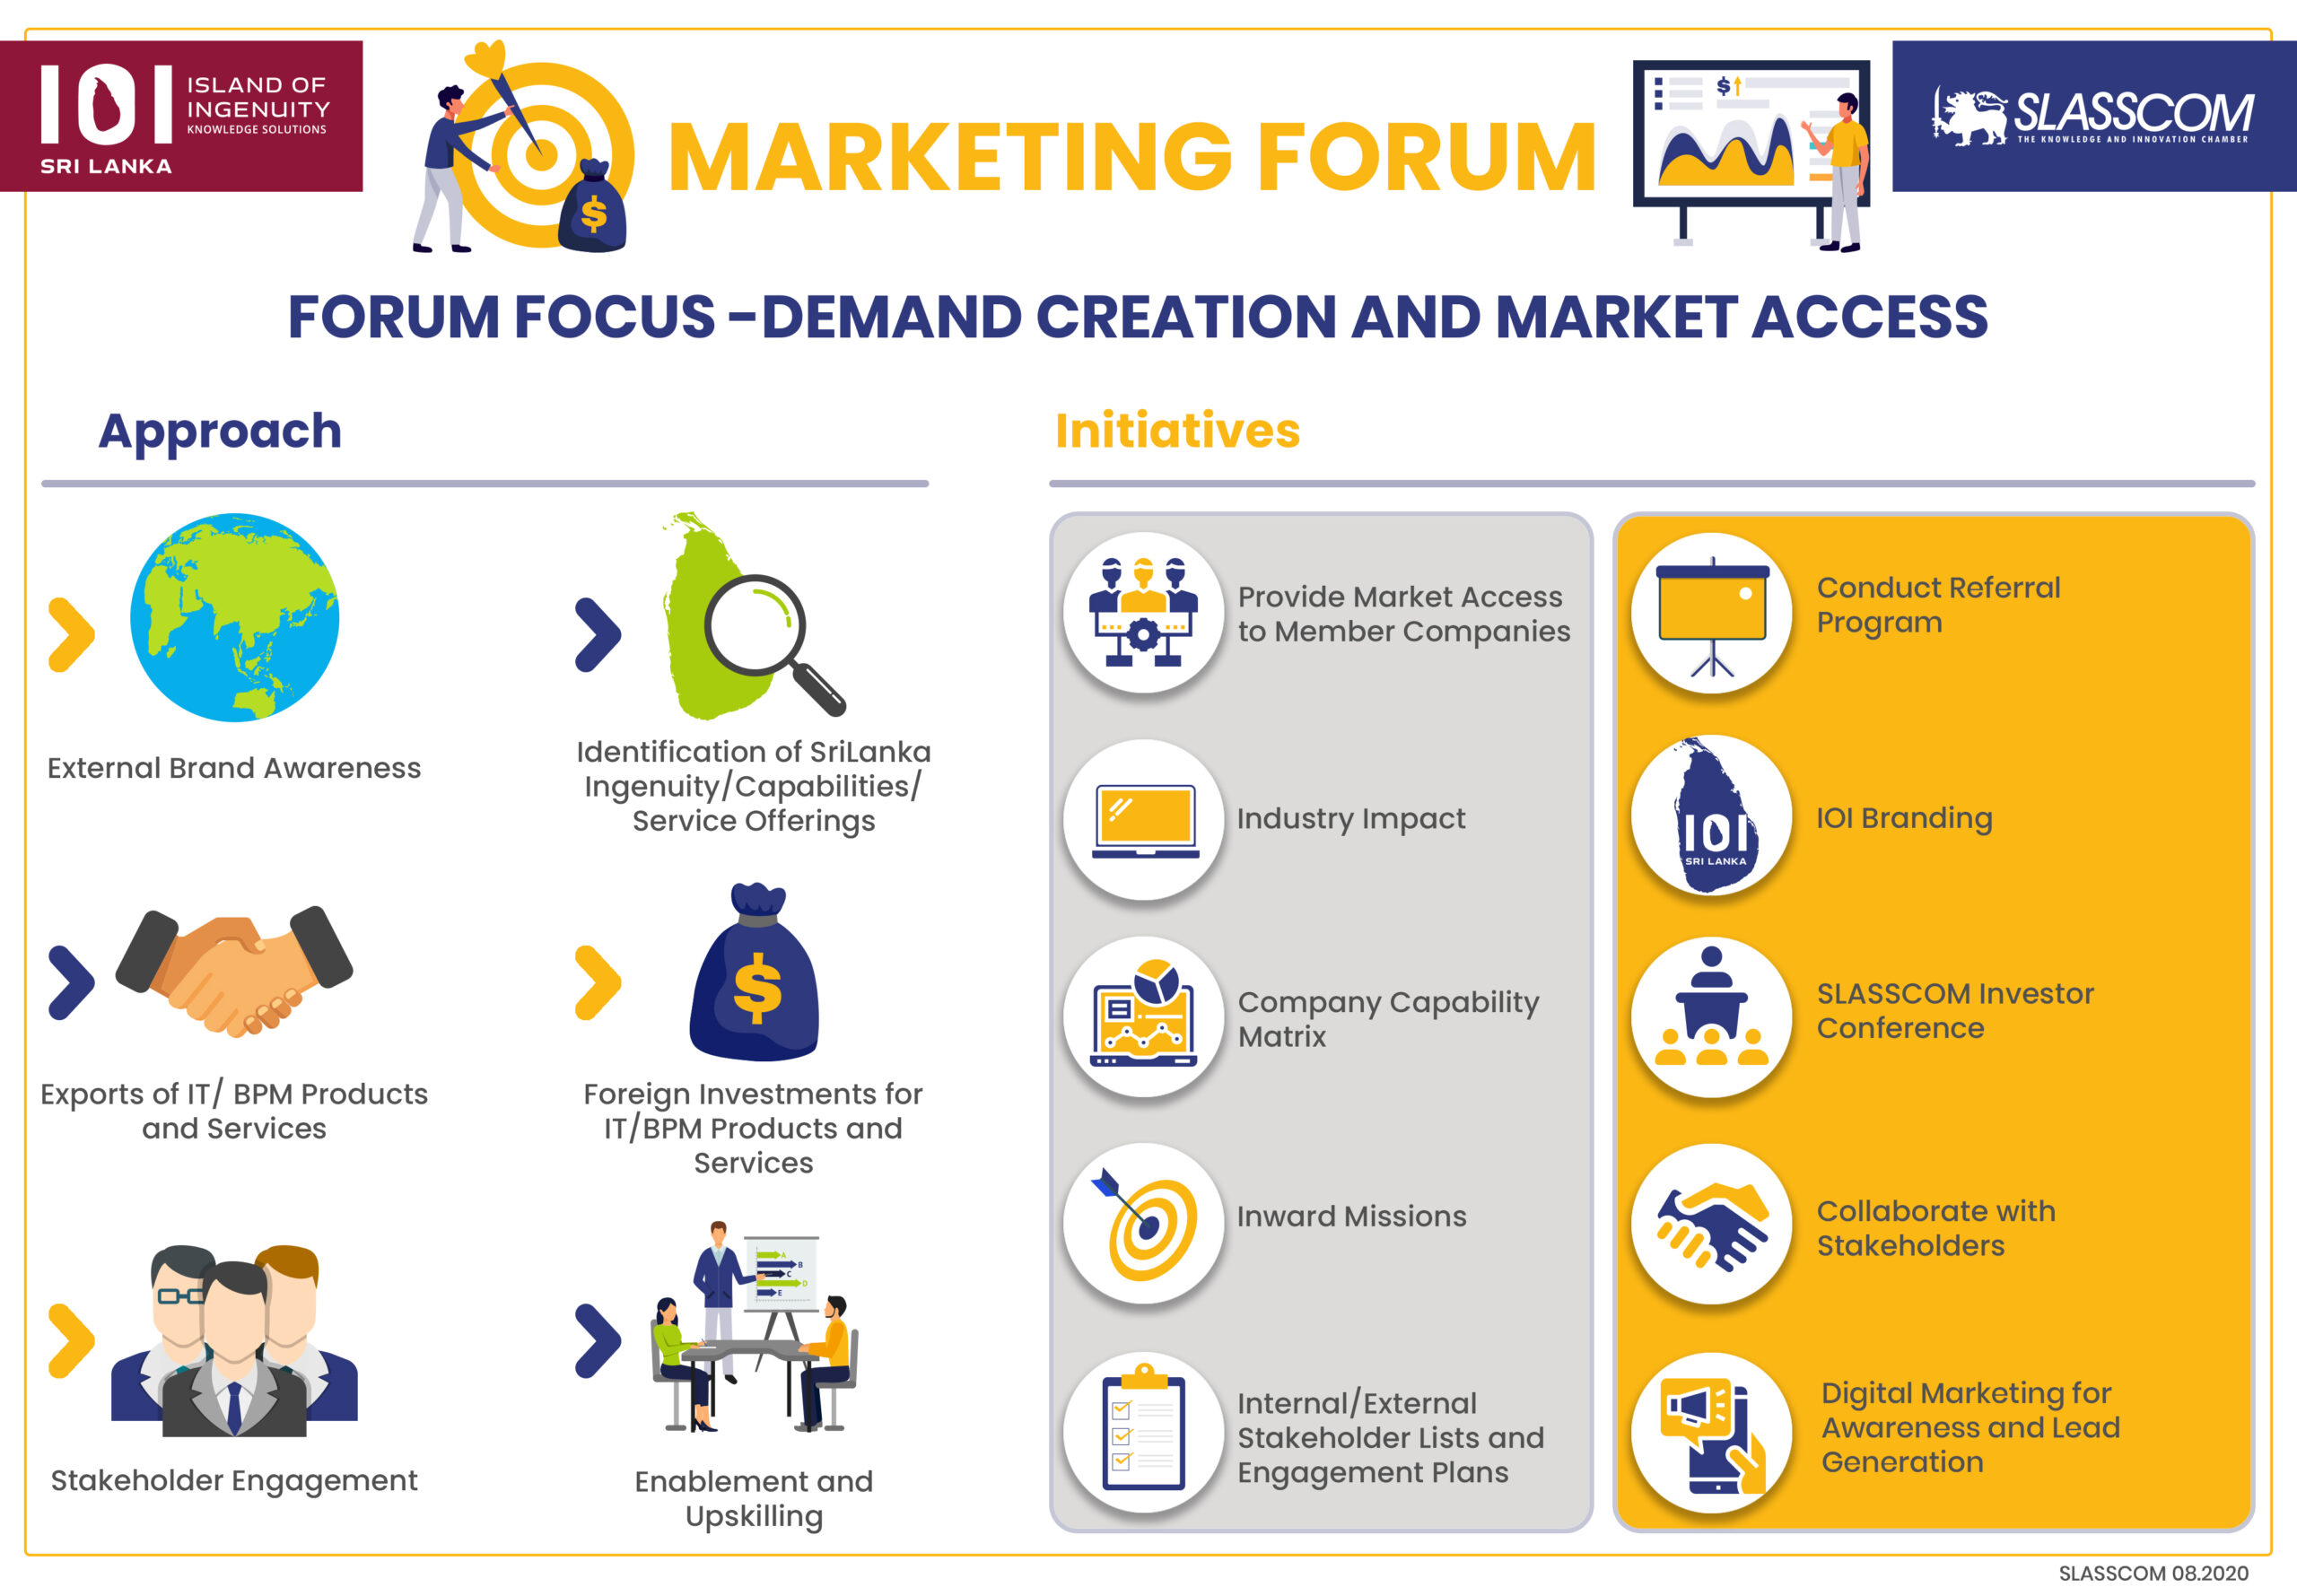 ISLAND OF
INGENUITY
KNOWLEDGE SOLUTIONS
IOI
SRI LANKA
MARKETING FORUM
$
$
SLASSCOM
THE KNOWLEDGE AND INNOVATION CHAMBER
FORUM FOCUS -DEMAND CREATION AND MARKET ACCESS
Approach
External Brand Awareness
Identification of SriLanka
Ingenuity/Capabilities/
Service Offerings
$
Exports of IT/ BPM Products
and Services
Foreign Investments for
IT/BPM Products and
Services
A
B
C
D
E
Stakeholder Engagement
Enablement and
Upskilling
Initiatives
Provide Market Access
to Member Companies
Industry Impact
Company Capability
Matrix
Inward Missions
Internal/External
Stakeholder Lists and
Engagement Plans
Conduct Referral
Program
IOI
SRI LANKA
IOI Branding
SLASSCOM Investor
Conference
Collaborate with
Stakeholders
Digital Marketing for
Awareness and Lead
Generation
SLASSCOM 08.2020